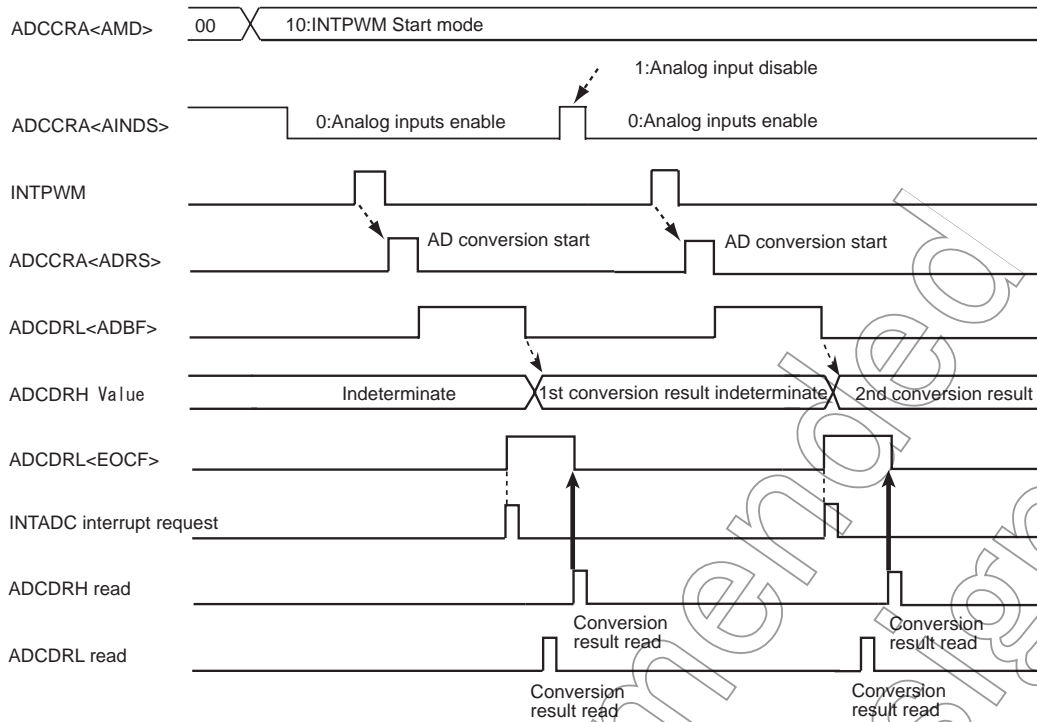 ADCCRA<AMD>
00
10:INTPWM Start mode
1:Analog input disable
ADCCRA<AINDS>
0:Analog inputs enable
0:Analog inputs enable
INTPWM
ADCCRA<ADRS>
AD conversion start
AD conversion start
ADCDRL<ADBF>
ADCDRH Value
Indeterminate
1st conversion result indeterminate
2nd conversion result
ADCDRL<EOCF>
INTADC interrupt request
ADCDRH read
Conversion
result read
Conversion
result read
ADCDRL read
Conversion
result read
Conversion
result read